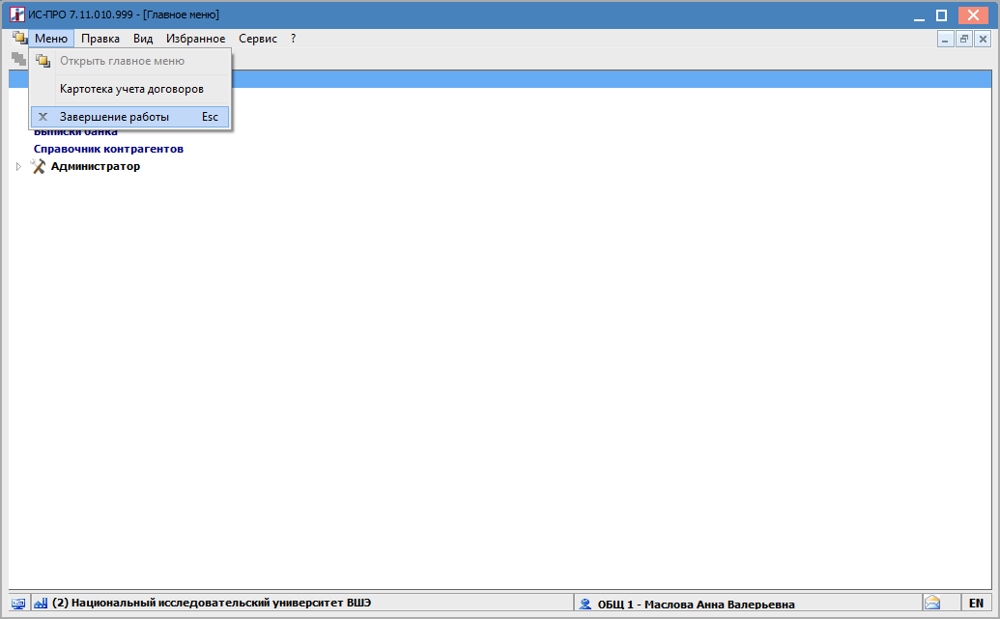 ИС-ПРО 7.11.010.999 - [Главное меню]
Меню Правка Вид Избранное Сервис ?
Открыть главное меню
Картотека учета договоров
Завершение работы Esc
Выписки банка
Справочник контрагентов
Администратор
(2) Национальный исследовательский университет ВШЭ ОБЩ 1 - Маслова Анна Валерьевна EN